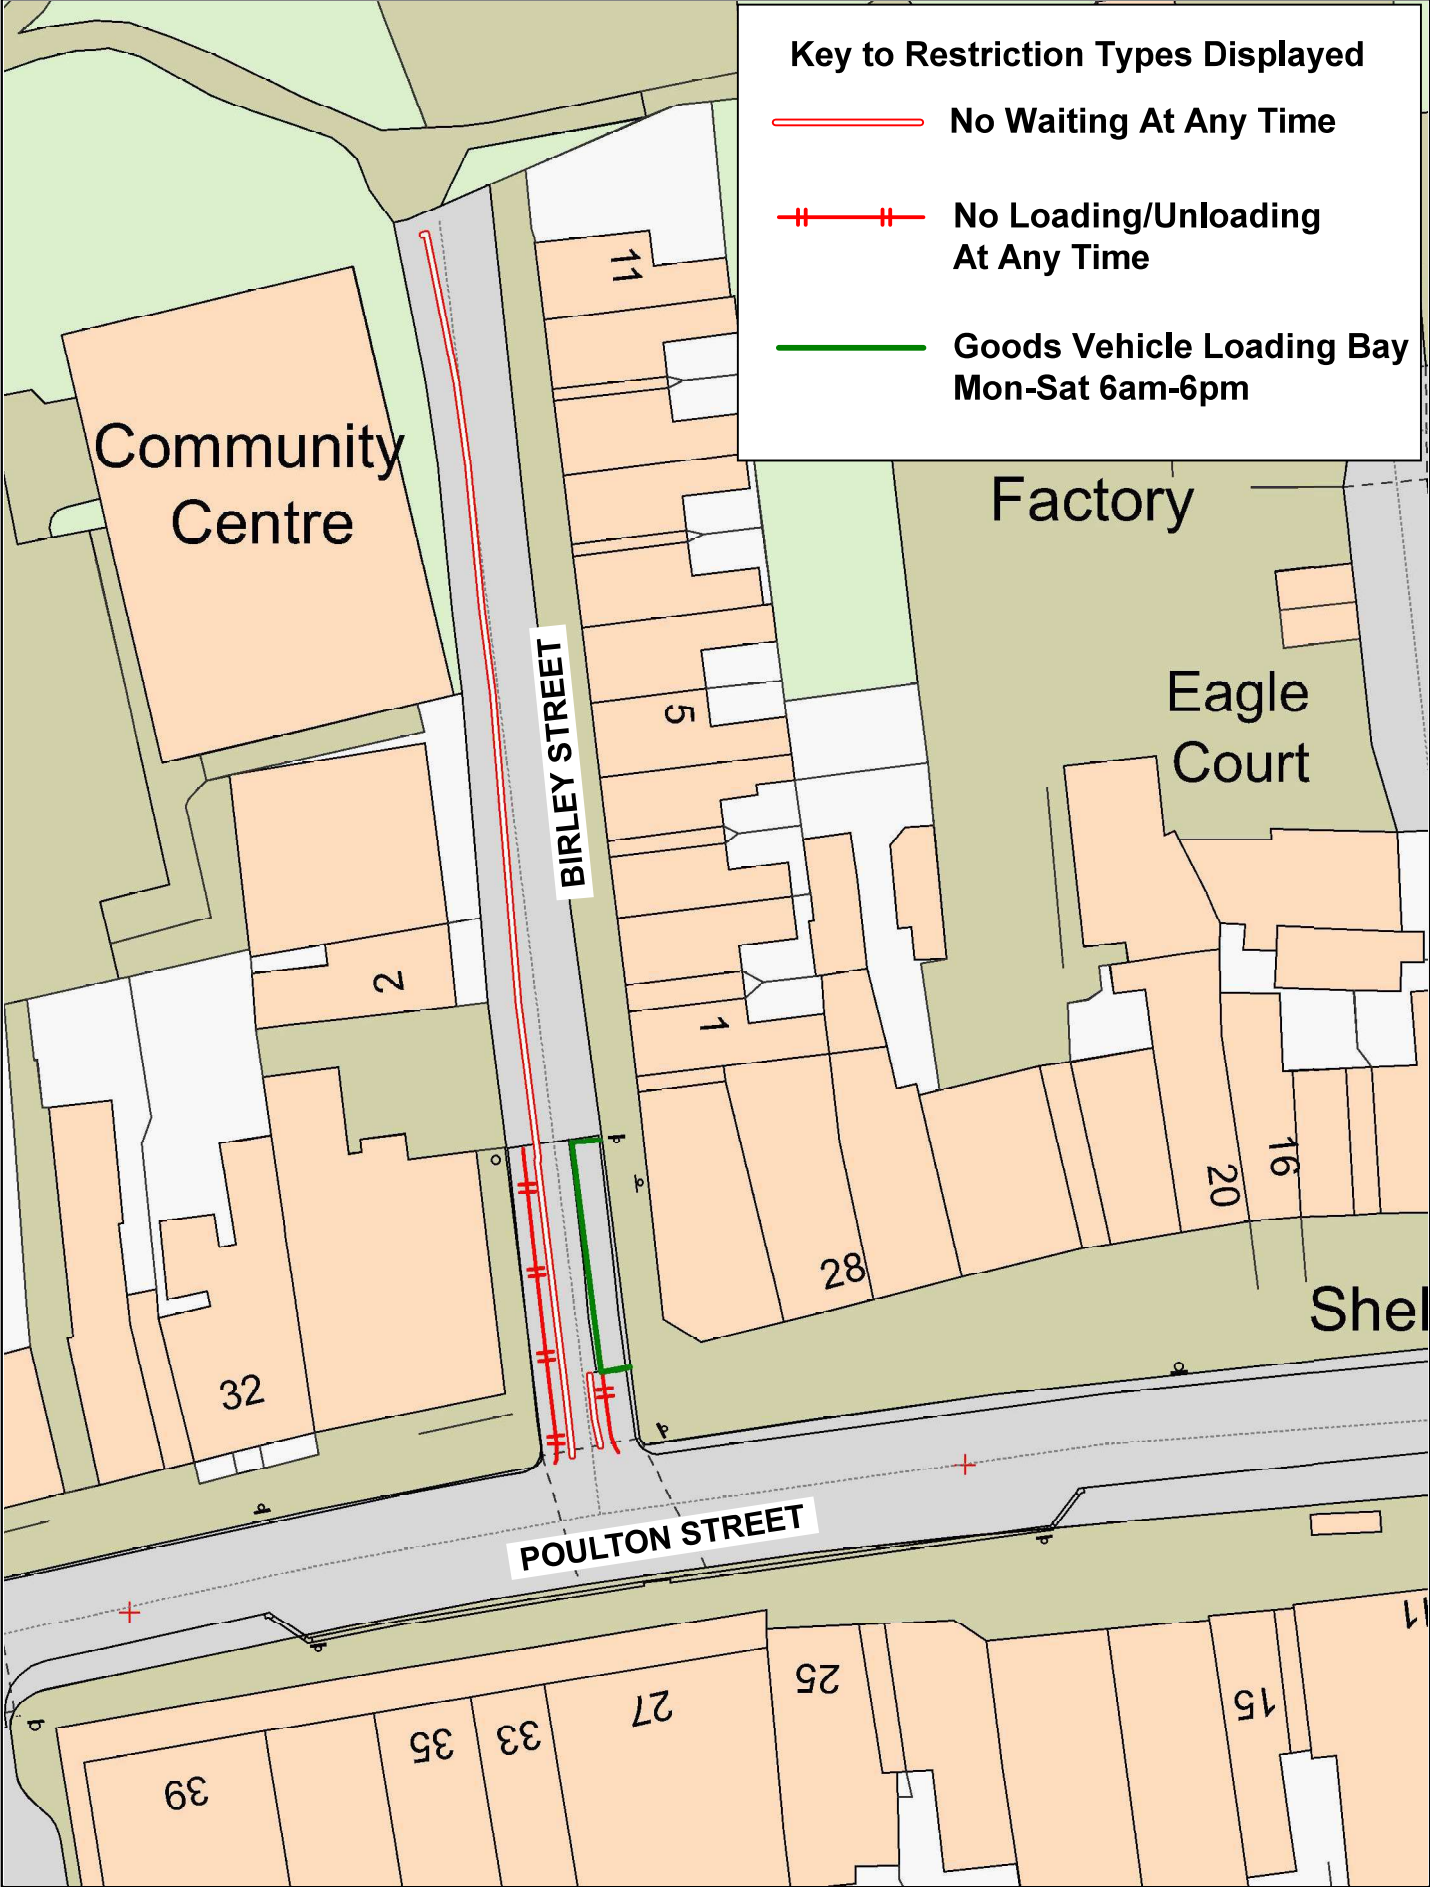 Key to Restriction Types Displayed
No Waiting At Any Time
No Loading/Unloading
At Any Time
Goods Vehicle Loading Bay
Mon-Sat 6am-6pm
11
Community
Centre
Factory
BIRLEY STREET
5
Eagle
Court
2
1
20
16
28
Shel
32
POULTON STREET
11
25
27
15
33
35
39